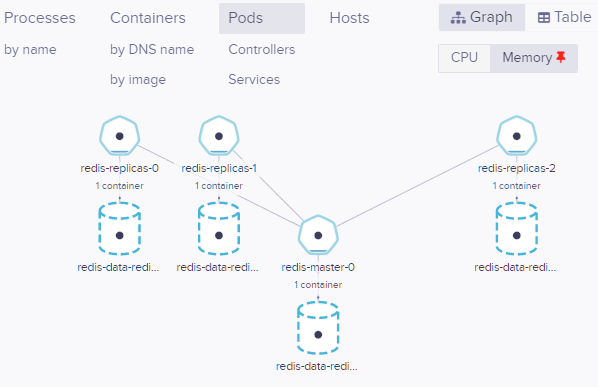 Processes Containers Pods Hosts Graph Table
by name by DNS name Controllers CPU Memory
by image Services
redis-replicas-0 redis-replicas-1 redis-replicas-2
1 container 1 container 1 container
redis-data-redi... redis-data-redi... redis-master-0 redis-data-redi...
1 container
redis-data-redi...